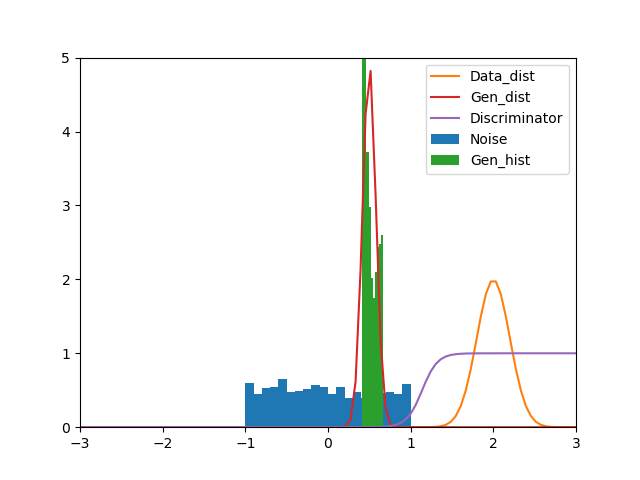 5
4
3
2
1
0
−3
−2
−1
0
1
2
3
Data_dist
Gen_dist
Discriminator
Noise
Gen_hist